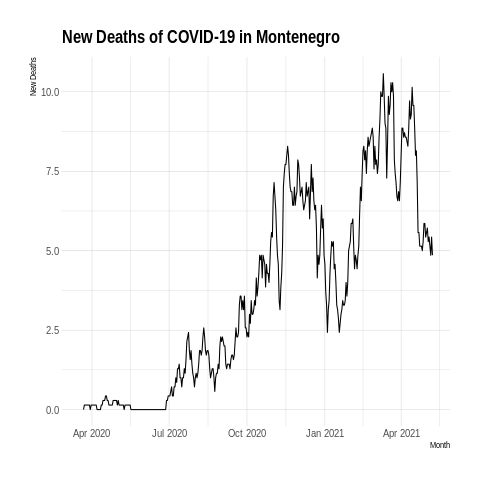 New Deaths of COVID-19 in Montenegro
New Deaths
10.0
7.5
5.0
2.5
0.0
Apr 2020 Jul 2020 Oct 2020 Jan 2021 Apr 2021
Month